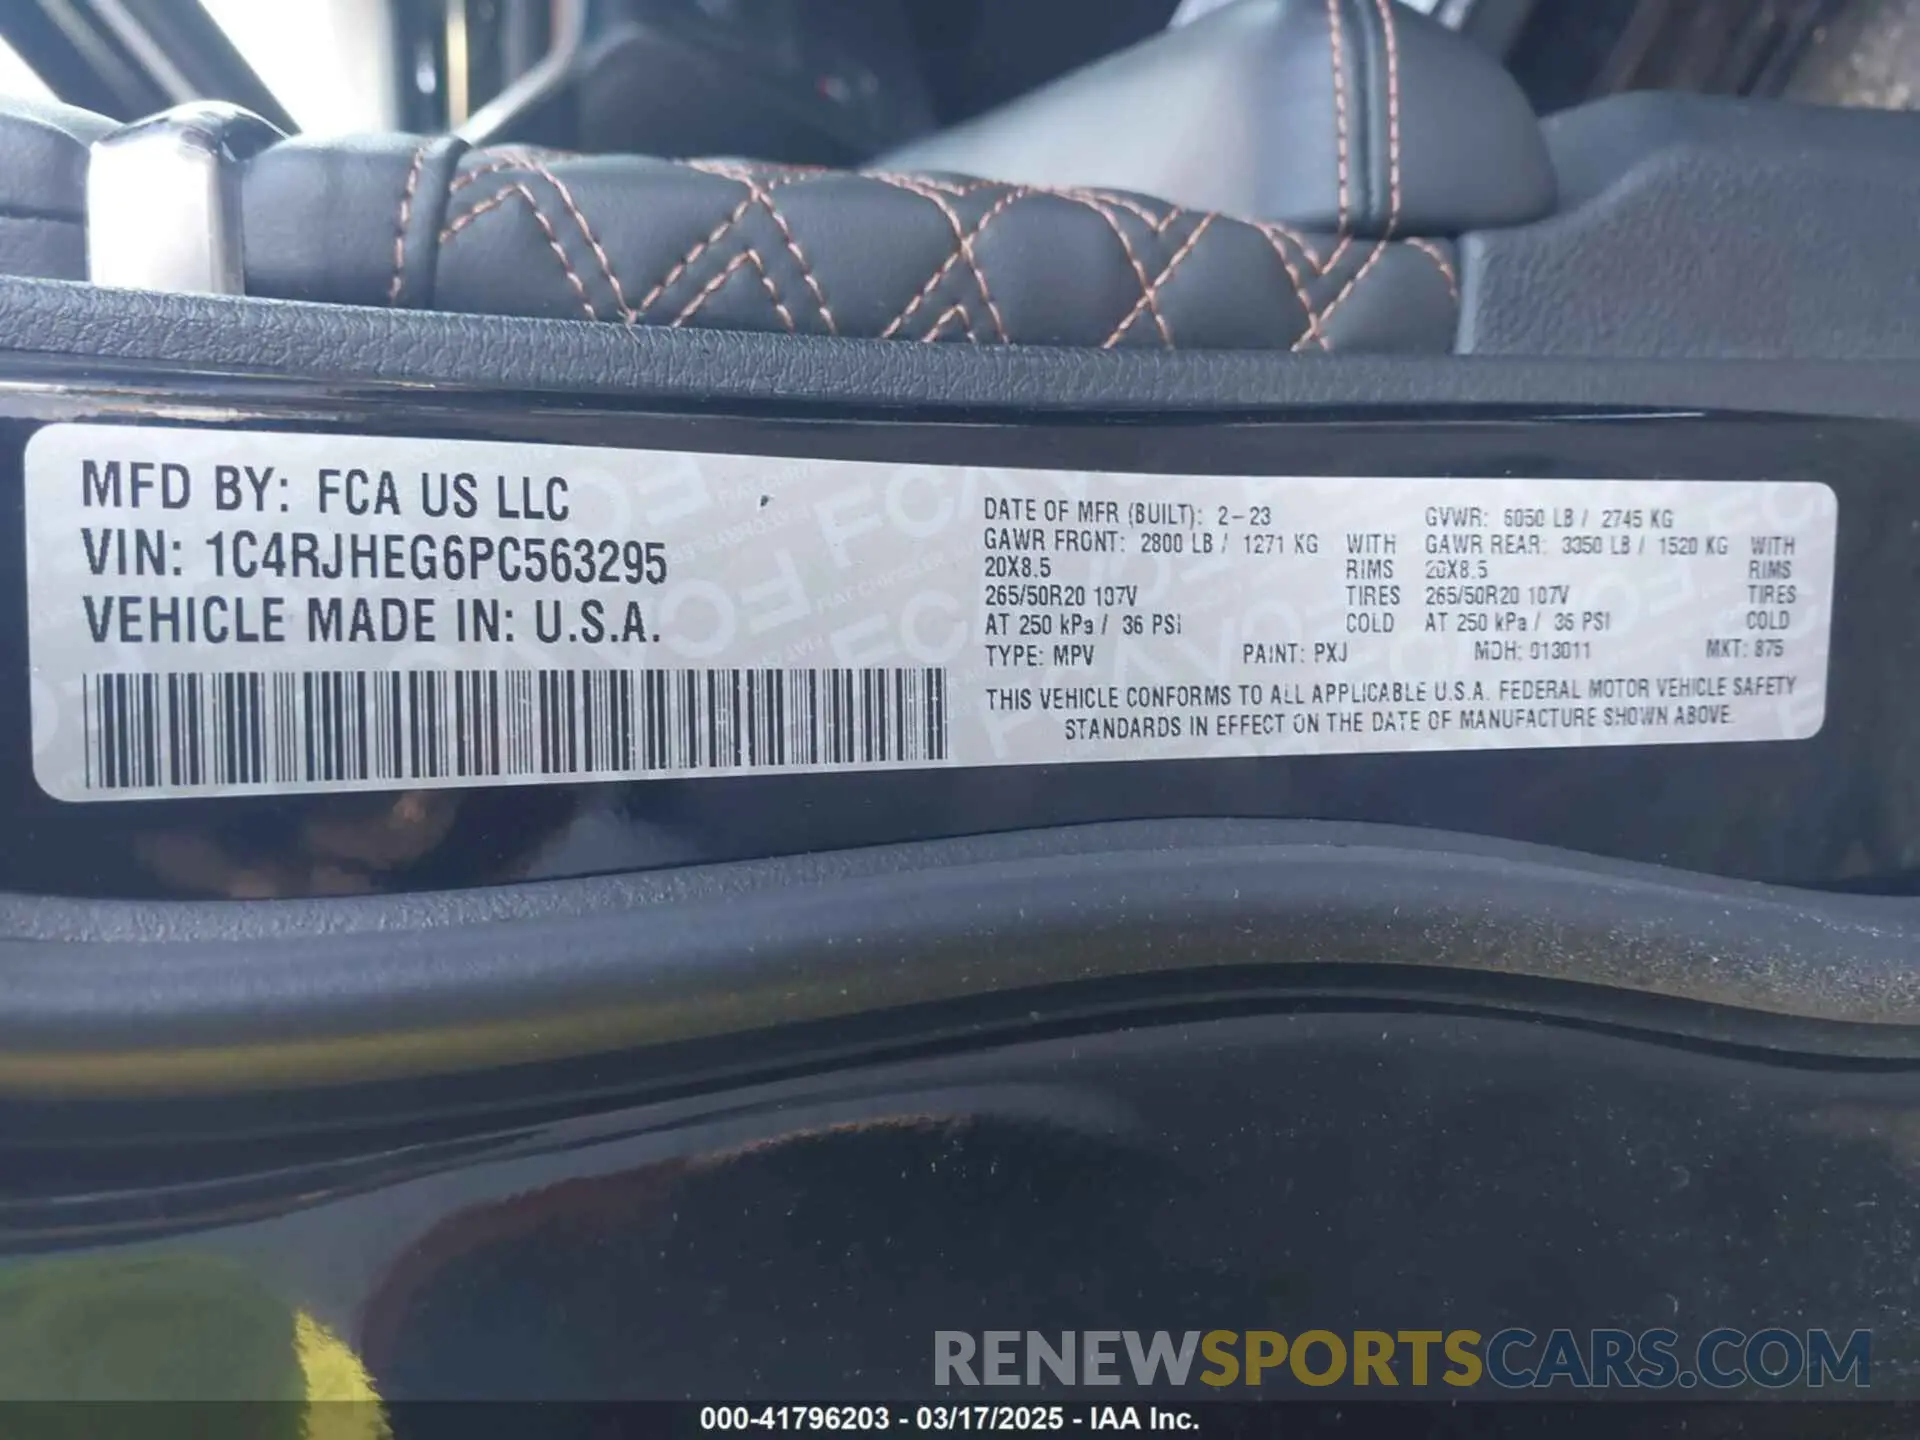 MFD BY: FCA US LLC
VIN: 1C4RJHEG6PC563295
VEHICLE MADE IN: U.S.A.
DATE OF MFR (BUILT): 2-23 GVWR: 6050 LB / 2745 KG
GAWR FRONT: 2800 LB / 1271 KG WITH GAWR REAR: 3350 LB / 1520 KG WITH
20X8.5 RIMS 20X8.5 RIMS
265/50R20 107V TIRES 265/50R20 107V TIRES
AT 250 kPa / 36 PSI COLD AT 250 kPa / 36 PSI COLD
TYPE: MPV PAINT: PXJ MDH: 013011 MKT: 875
THIS VEHICLE CONFORMS TO ALL APPLICABLE U.S.A. FEDERAL MOTOR VEHICLE SAFETY
STANDARDS IN EFFECT ON THE DATE OF MANUFACTURE SHOWN ABOVE.
RENEWSPORTSCARS.COM
000-41796203 - 03/17/2025 - IAA Inc.